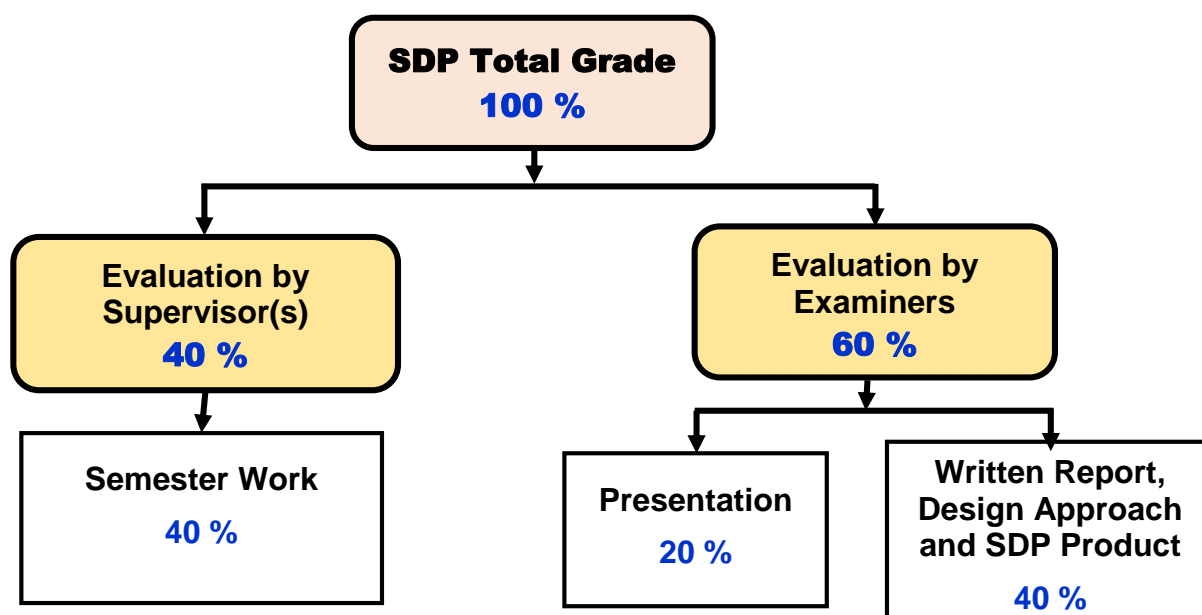 SDP Total Grade
100 %
Evaluation by
Supervisor(s)
40 %
Evaluation by
Examiners
60 %
Semester Work
40 %
Presentation
20 %
Written Report,
Design Approach
and SDP Product
40 %